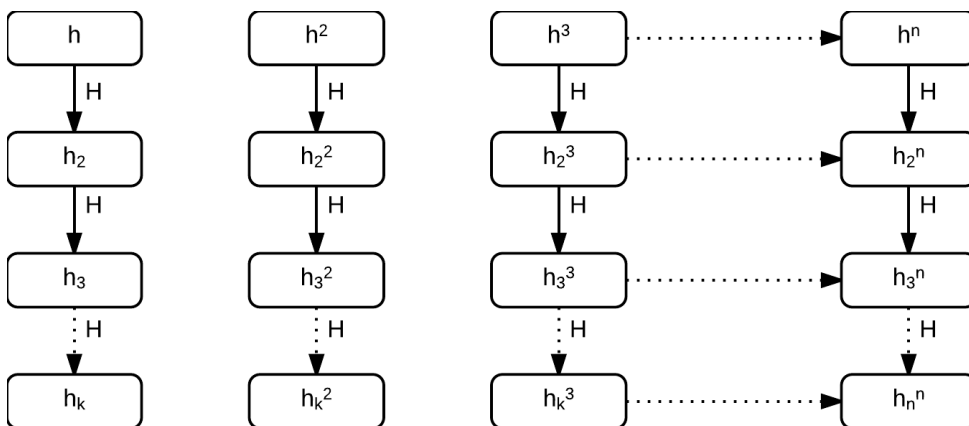 h h² h³ hⁿ
H H H H
h₂ h₂² h₂³ h₂ⁿ
H H H H
h₃ h₃² h₃³ h₃ⁿ
H H H H
hₖ hₖ² hₖ³ hₙⁿ